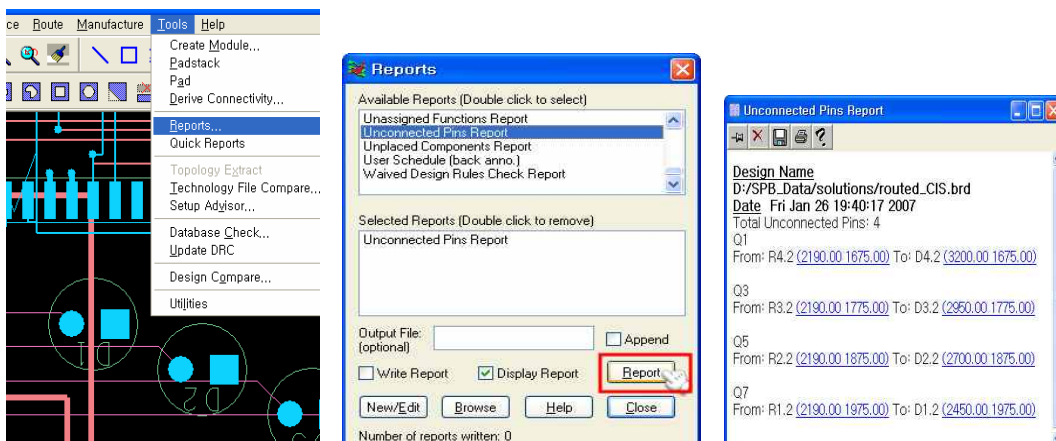 ce Route Manufacture Tools Help
Create Module...
Padstack
Pad
Derive Connectivity...
Reports...
Quick Reports
Topology Extract
Technology File Compare...
Setup Advisor...
Database Check...
Update DRC
Design Compare...
Utilities
D1
D2
Reports
Available Reports (Double click to select)
Unassigned Functions Report
Unconnected Pins Report
Unplaced Components Report
User Schedule (back anno.)
Waived Design Rules Check Report
Selected Reports (Double click to remove)
Unconnected Pins Report
Output File:
(optional)
Append
Write Report Display Report Report
New/Edit Browse Help Close
Number of reports written: 0
Unconnected Pins Report
Design Name
D:/SPB_Data/solutions/routed_CIS.brd
Date Fri Jan 26 19:40:17 2007
Total Unconnected Pins: 4
Q1
From: R4.2 (2190.00 1675.00) To: D4.2 (3200.00 1675.00)
Q3
From: R3.2 (2190.00 1775.00) To: D3.2 (2950.00 1775.00)
Q5
From: R2.2 (2190.00 1875.00) To: D2.2 (2700.00 1875.00)
Q7
From: R1.2 (2190.00 1975.00) To: D1.2 (2450.00 1975.00)